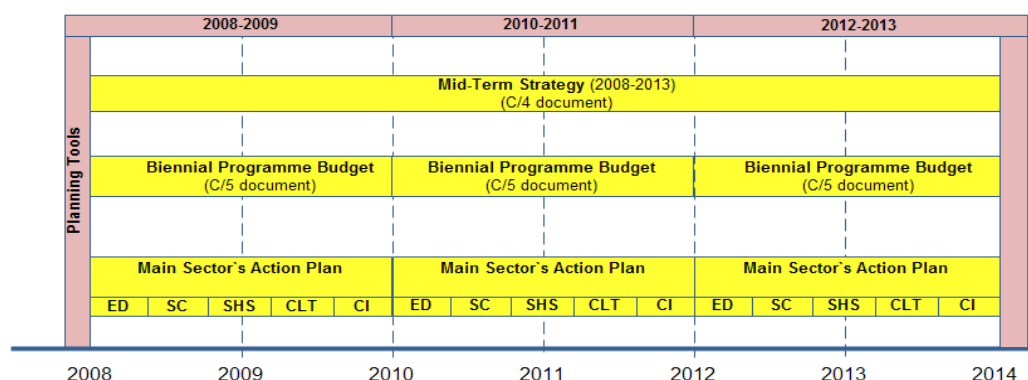 2008-2009 2010-2011 2012-2013
Planning Tools
Mid-Term Strategy (2008-2013)
(C/4 document)
Biennial Programme Budget Biennial Programme Budget Biennial Programme Budget
(C/5 document) (C/5 document) (C/5 document)
Main Sector`s Action Plan Main Sector`s Action Plan Main Sector`s Action Plan
ED SC SHS CLT CI ED SC SHS CLT CI ED SC SHS CLT CI
2008 2009 2010 2011 2012 2013 2014